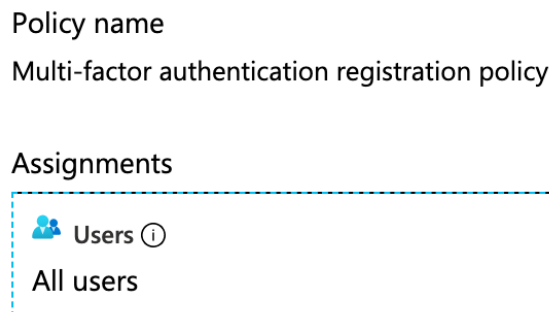 Policy name
Multi-factor authentication registration policy
Assignments
Users
All users